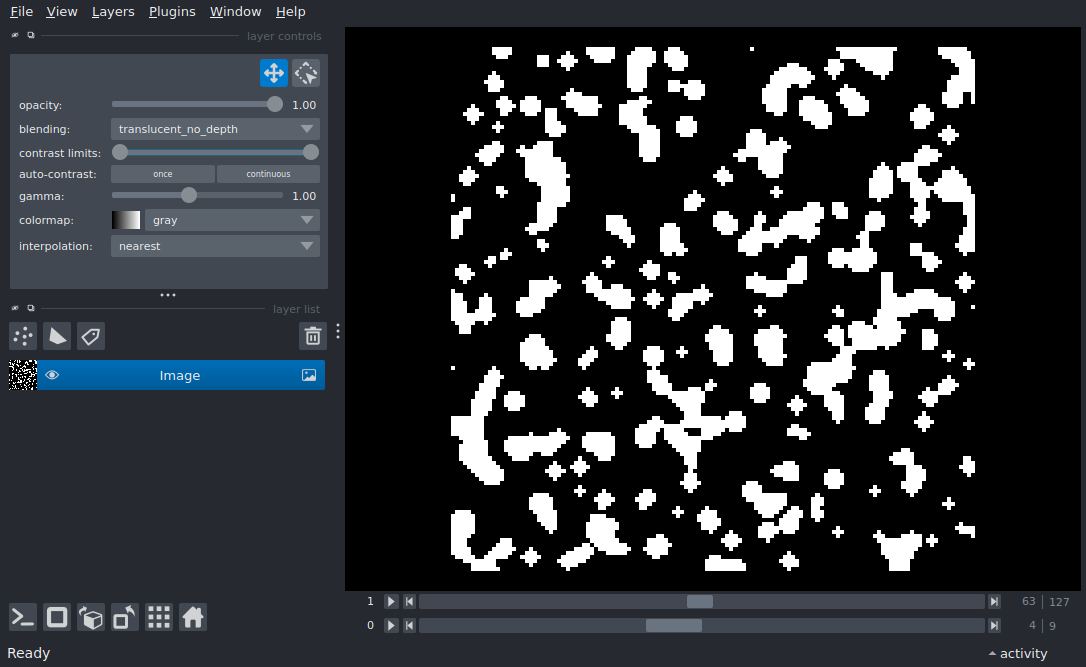 File View Layers Plugins Window Help
layer controls
opacity: 1.00
blending: translucent_no_depth
contrast limits:
auto-contrast: once continuous
gamma: 1.00
colormap: gray
interpolation: nearest
layer list
Image
1 63 127
0 4 9
Ready activity